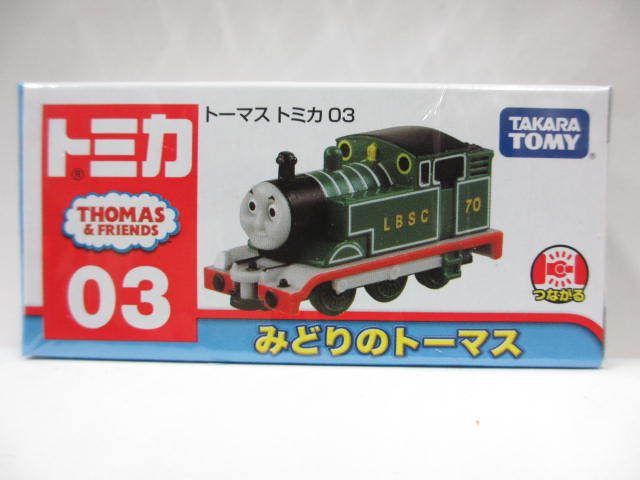 トミカ
®
THOMAS
& FRIENDS
03
トーマス トミカ 03
TAKARA
TOMY
®
LBSC
70
つながる
みどりのトーマス